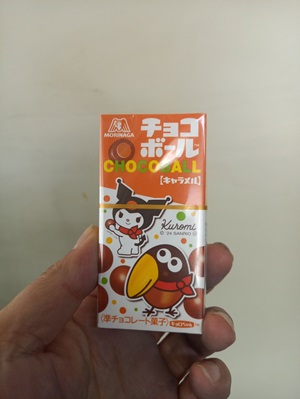 MORINAGA
チョコ
ボール
CHOCOBALL
[キャラメル]
Kuromi
© '24 SANRIO
〈準チョコレート菓子〉